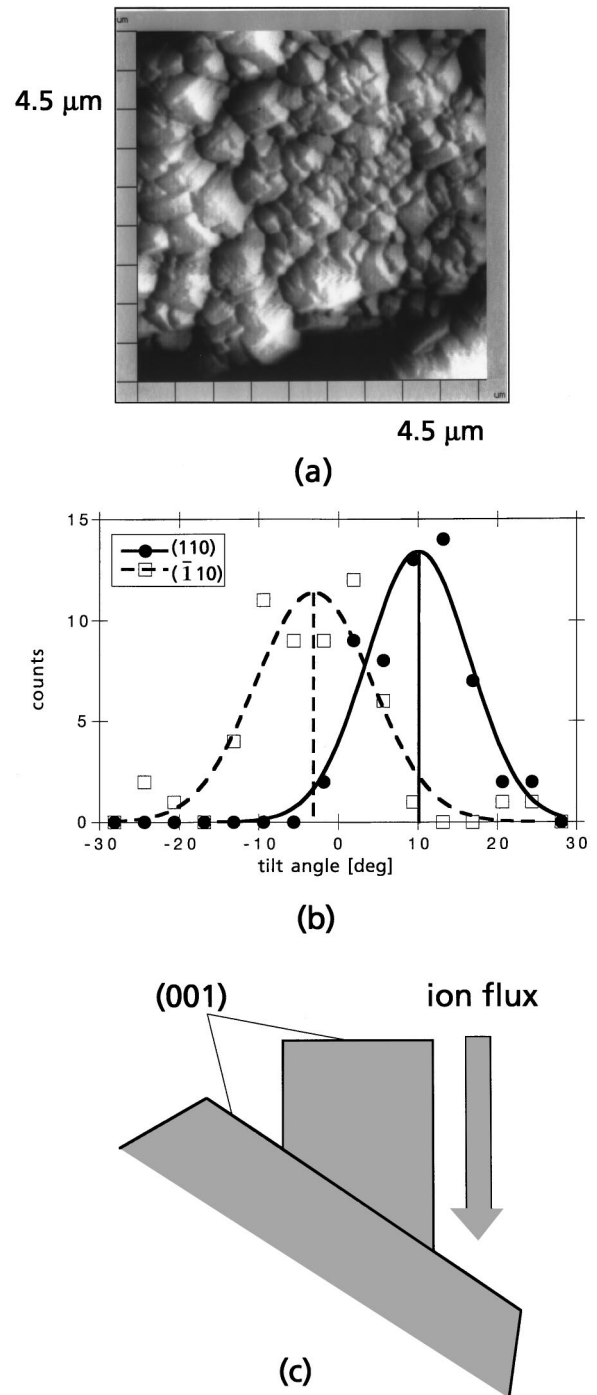 um
4.5 μm
um
4.5 μm
(a)
15
(110)
(1̄10)
10
counts
5
0
-30 -20 -10 0 10 20 30
tilt angle [deg]
(b)
(001) ion flux
(c)